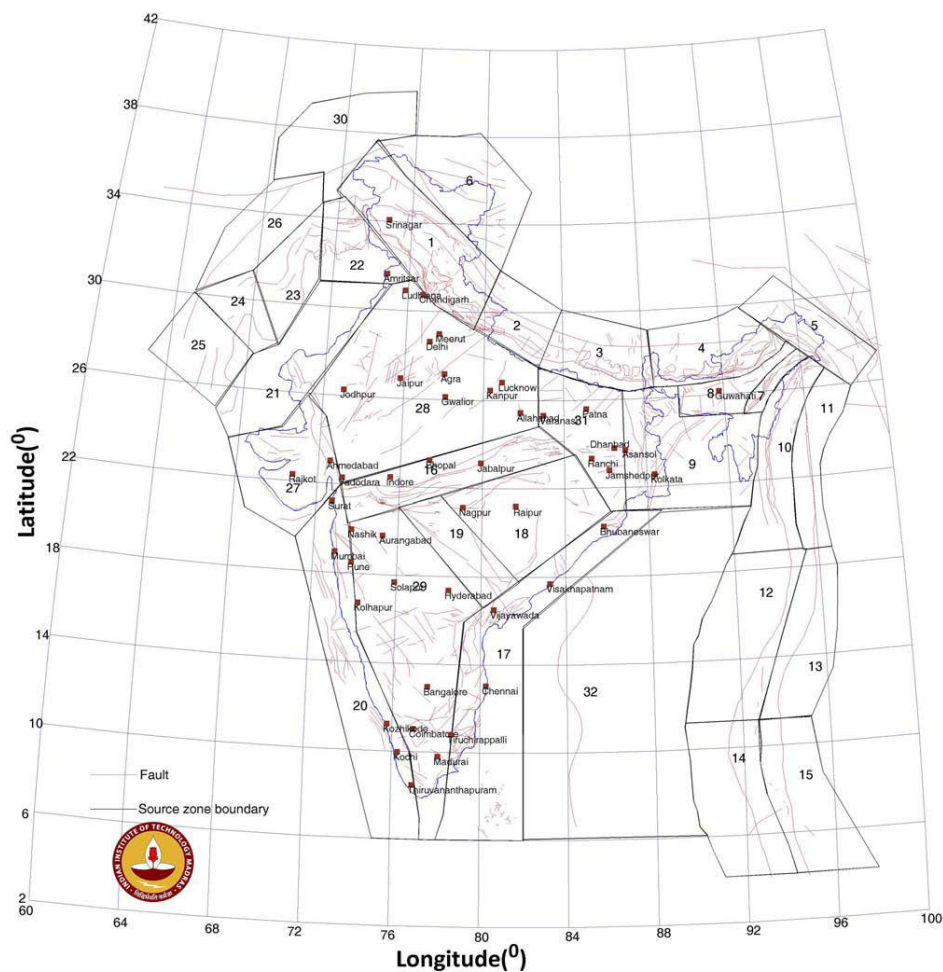 42
38
30
6
34
26
Srinagar
1
30
22
Amritsar
Ludhiana
Chandigarh
24
23
2
5
25
3
4
Meerut
Delhi
26
21
Jaipur
Agra
Lucknow
Jodhpur
Kanpur
8
Guwahati
7
11
28
Gwalior
Patna
Allahabad
Varanasi
31
10
Dhanbad
Asansol
22
Ahmedabad
Bhopal
16
Jabalpur
Ranchi
9
27
Rajkot
Vadodara
Indore
Jamshedpur
Kolkata
Surat
Nagpur
Raipur
Latitude(0)
18
Nashik
Aurangabad
19
18
Bhubaneswar
Mumbai
Pune
Solapur
29
Hyderabad
Visakhapatnam
12
Kolhapur
Vijayawada
14
17
13
Bangalore
Chennai
32
20
10
Kozhikode
Coimbatore
Tiruchirappalli
Kochi
Madurai
14
15
Fault
Thiruvananthapuram
6
Source zone boundary
INDIAN INSTITUTE OF TECHNOLOGY MADRAS
2
60
64
68
72
76
80
84
88
92
96
100
Longitude(0)